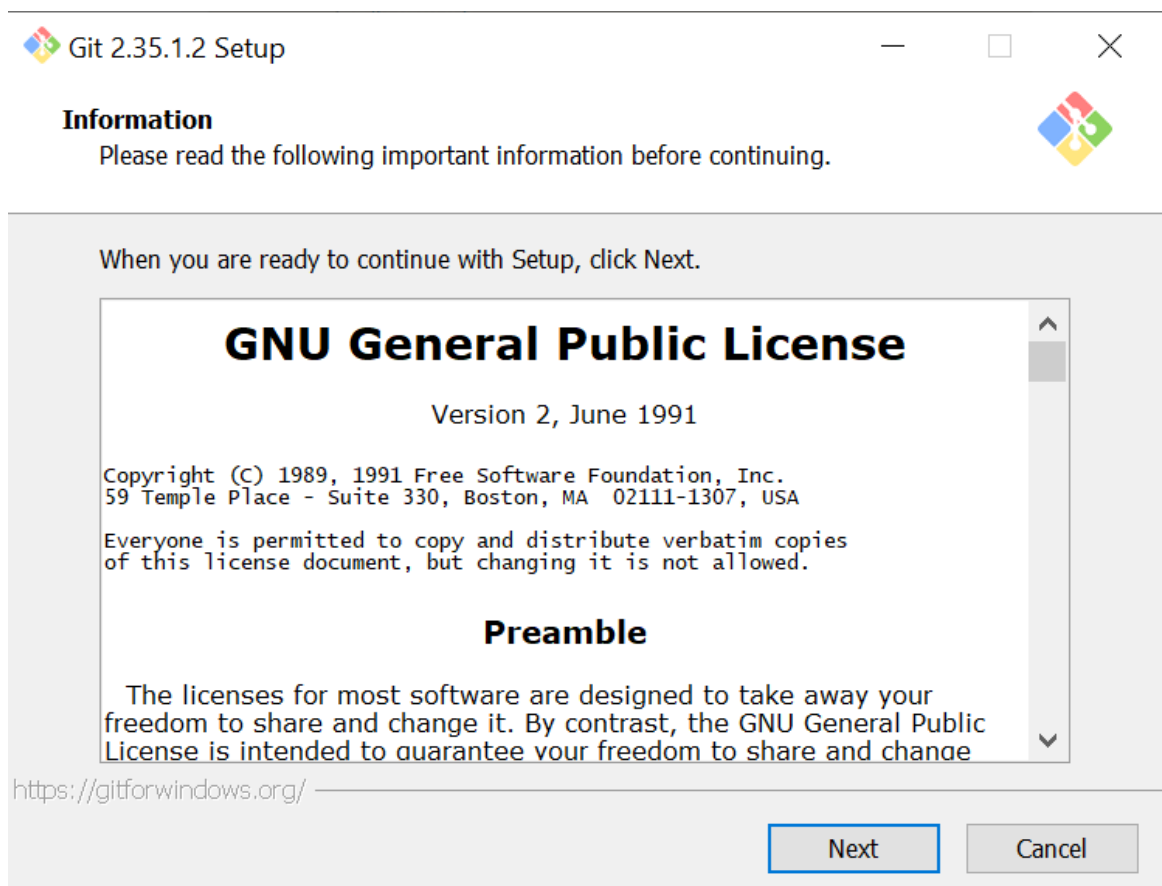 Git 2.35.1.2 Setup
Information
Please read the following important information before continuing.
When you are ready to continue with Setup, click Next.
GNU General Public License
Version 2, June 1991
Copyright (C) 1989, 1991 Free Software Foundation, Inc.
59 Temple Place - Suite 330, Boston, MA  02111-1307, USA
Everyone is permitted to copy and distribute verbatim copies
of this license document, but changing it is not allowed.
Preamble
The licenses for most software are designed to take away your
freedom to share and change it. By contrast, the GNU General Public
License is intended to guarantee your freedom to share and change
https://gitforwindows.org/
Next
Cancel